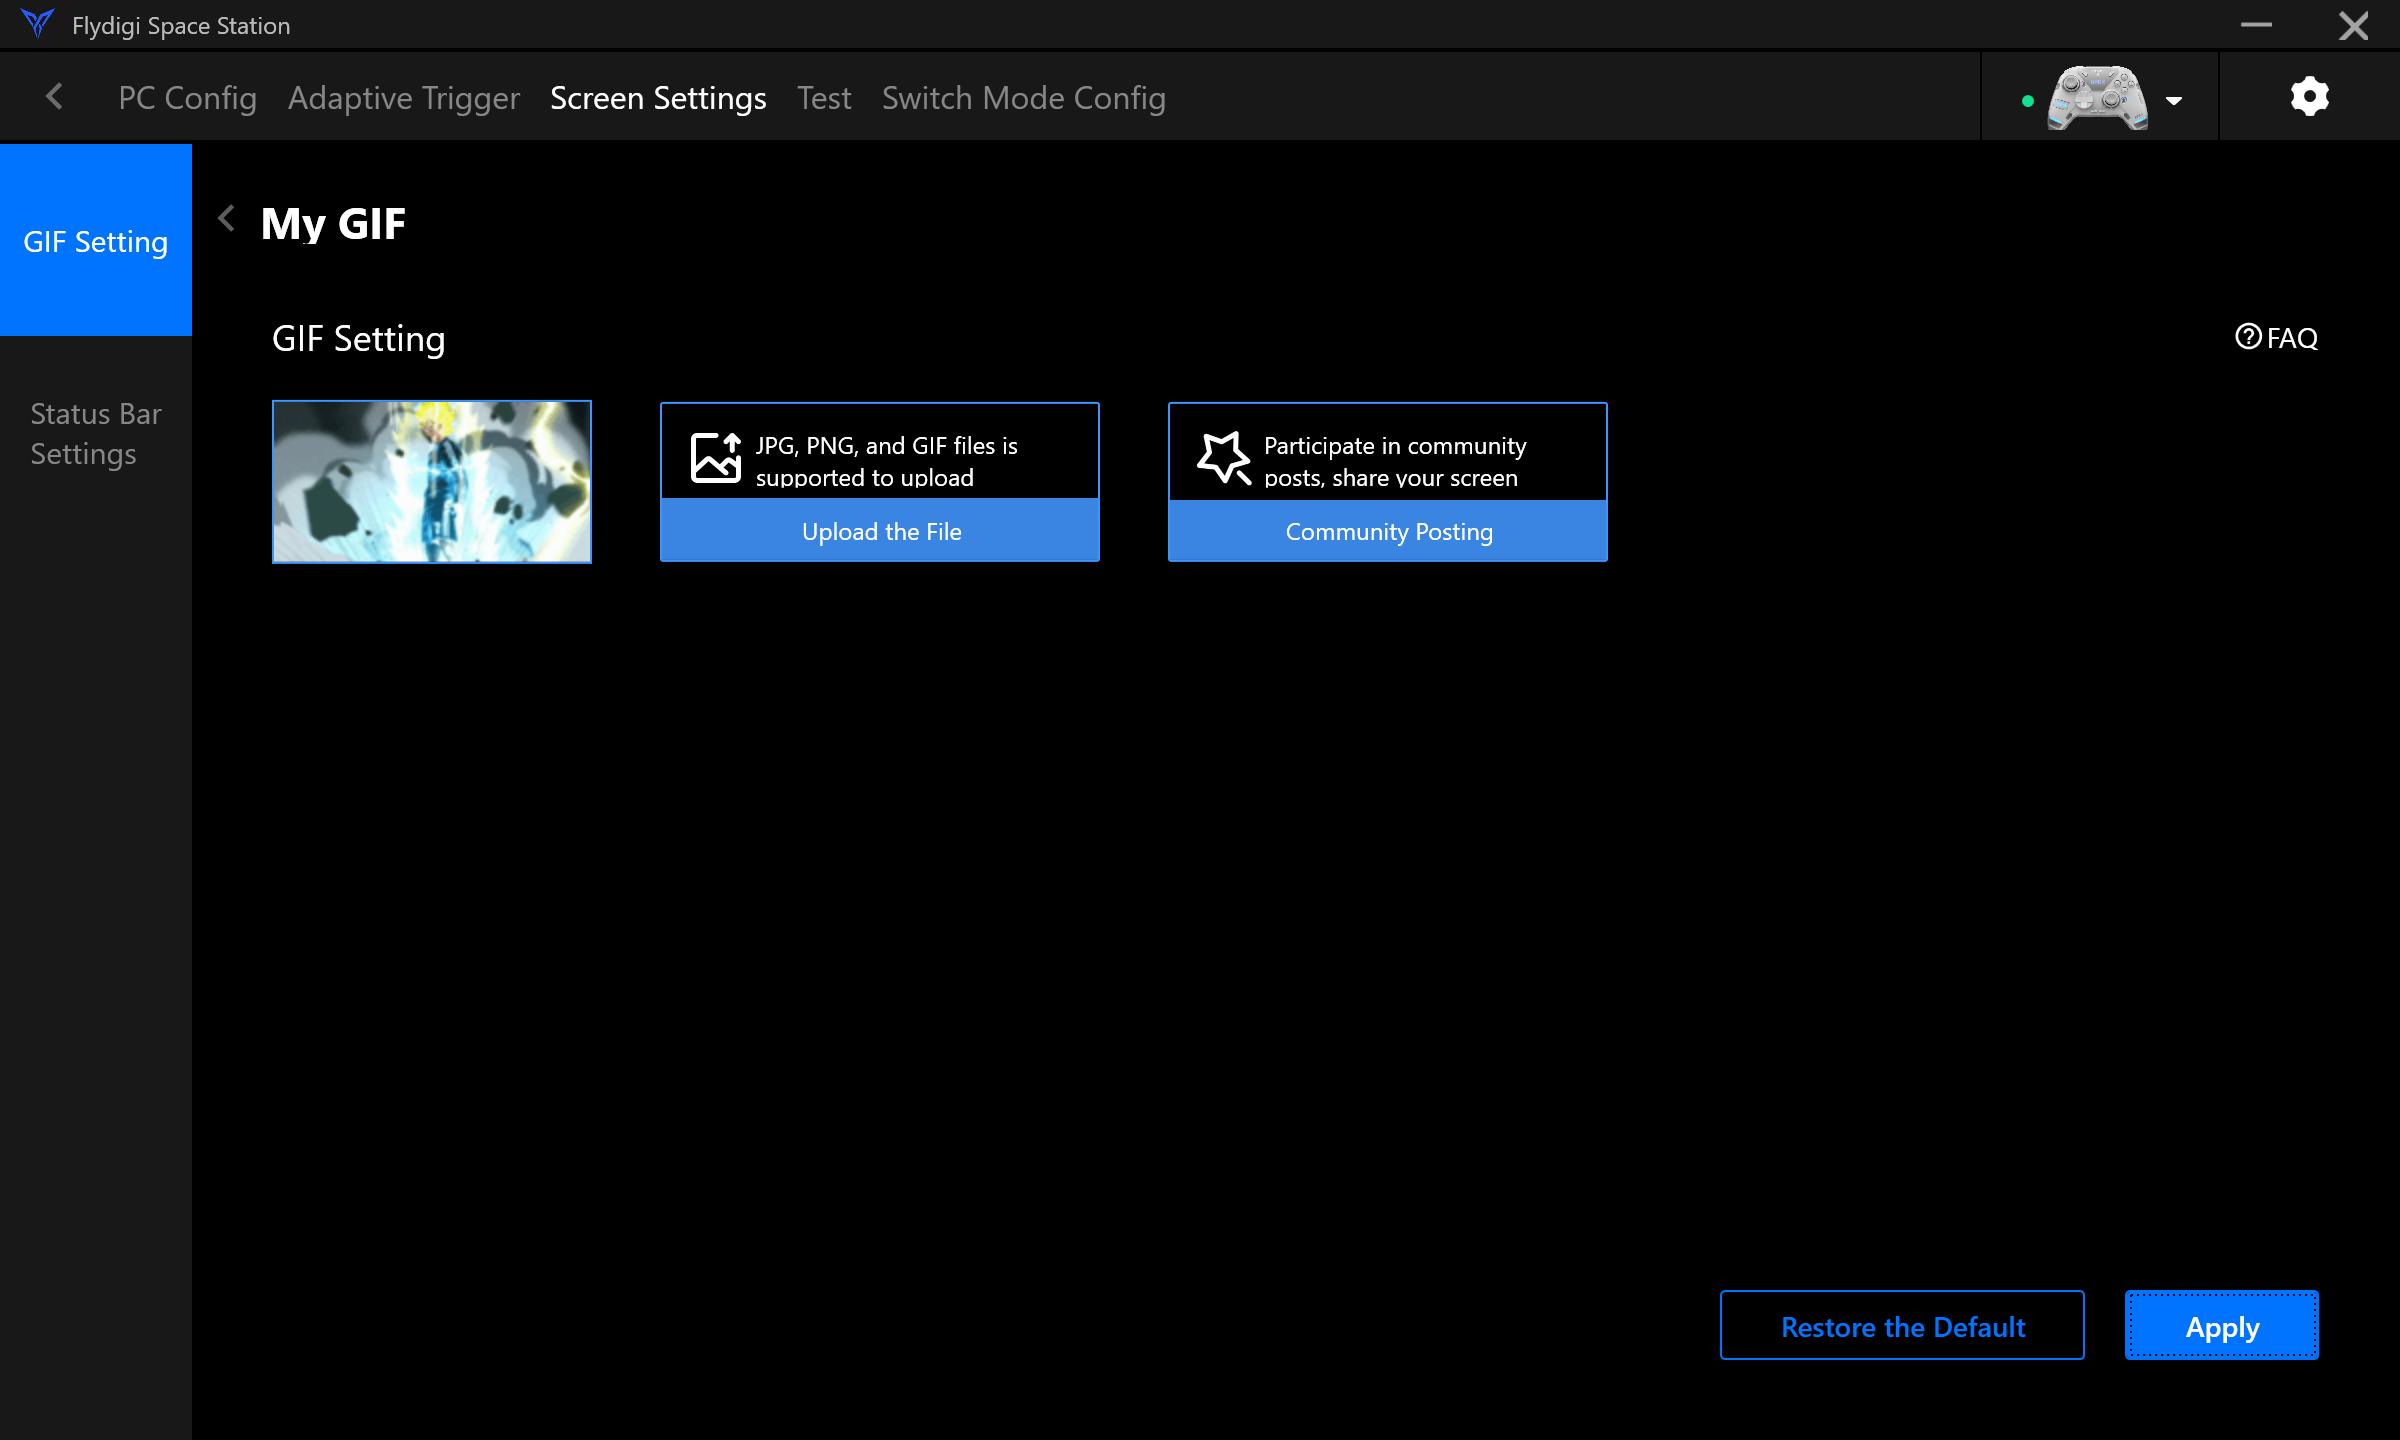 Flydigi Space Station
PC Config Adaptive Trigger Screen Settings Test Switch Mode Config
GIF Setting
Status Bar
Settings
My GIF
GIF Setting
FAQ
JPG, PNG, and GIF files is
supported to upload
Upload the File
Participate in community
posts, share your screen
Community Posting
Restore the Default
Apply